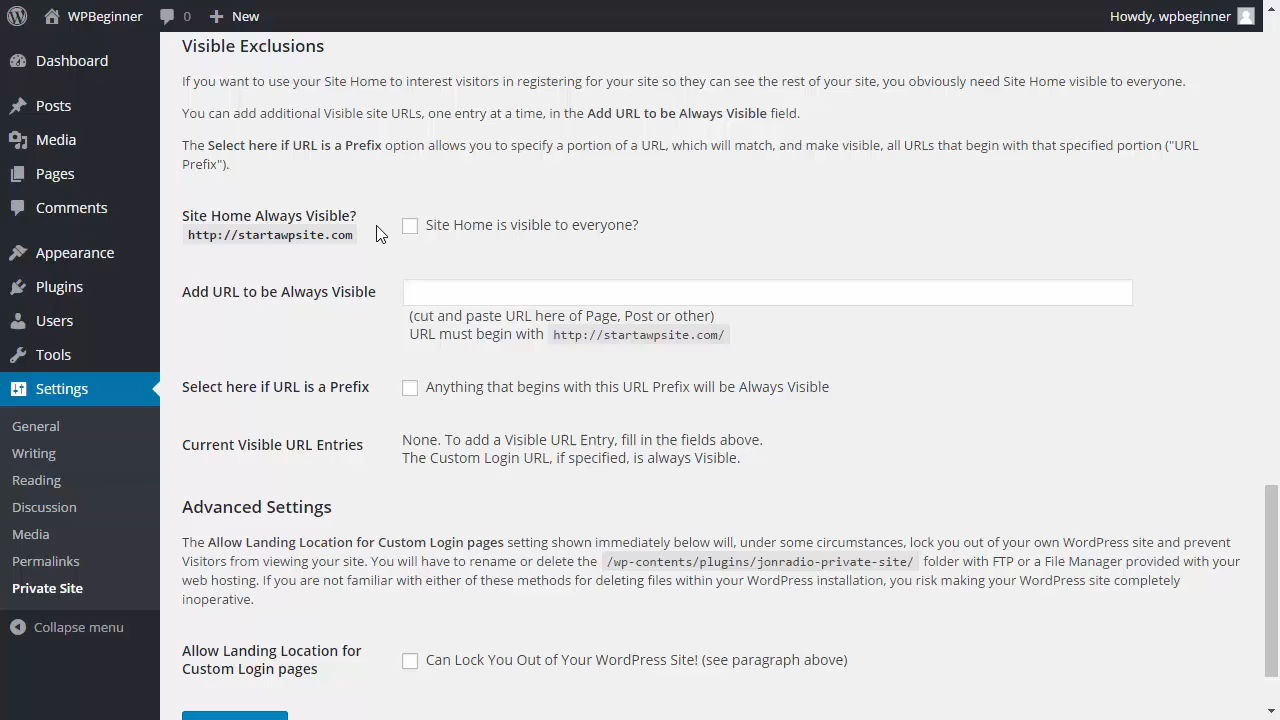 WPBeginner 0 New Howdy, wpbeginner
Dashboard
Posts
Media
Pages
Comments
Appearance
Plugins
Users
Tools
Settings
General
Writing
Reading
Discussion
Media
Permalinks
Private Site
Collapse menu
Visible Exclusions
If you want to use your Site Home to interest visitors in registering for your site so they can see the rest of your site, you obviously need Site Home visible to everyone.
You can add additional Visible site URLs, one entry at a time, in the Add URL to be Always Visible field.
The Select here if URL is a Prefix option allows you to specify a portion of a URL, which will match, and make visible, all URLs that begin with that specified portion ("URL
Prefix").
Site Home Always Visible?
http://startawpsite.com
Site Home is visible to everyone?
Add URL to be Always Visible
(cut and paste URL here of Page, Post or other)
URL must begin with http://startawpsite.com/
Select here if URL is a Prefix
Anything that begins with this URL Prefix will be Always Visible
Current Visible URL Entries
None. To add a Visible URL Entry, fill in the fields above.
The Custom Login URL, if specified, is always Visible.
Advanced Settings
The Allow Landing Location for Custom Login pages setting shown immediately below will, under some circumstances, lock you out of your own WordPress site and prevent
Visitors from viewing your site. You will have to rename or delete the /wp-contents/plugins/jonradio-private-site/ folder with FTP or a File Manager provided with your
web hosting. If you are not familiar with either of these methods for deleting files within your WordPress installation, you risk making your WordPress site completely
inoperative.
Allow Landing Location for
Custom Login pages
Can Lock You Out of Your WordPress Site! (see paragraph above)